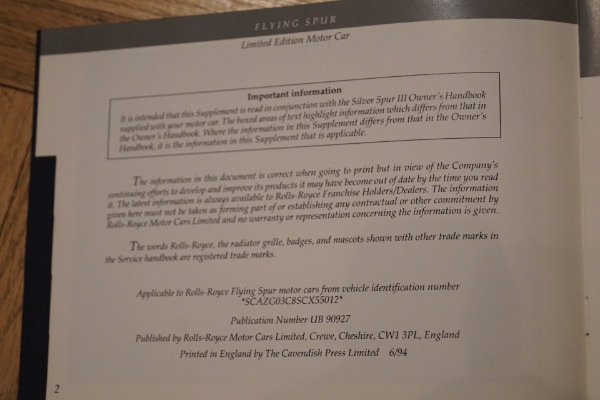 FLYING SPUR
Limited Edition Motor Car
Important information
It is intended that this Supplement is read in conjunction with the Silver Spur III Owner's Handbook
supplied with your motor car. The boxed areas of text highlight information which differs from that in
the Owner's Handbook. Where the information in this Supplement differs from that in the Owner's
Handbook, it is the information in this Supplement that is applicable.
The information in this document is correct when going to print but in view of the Company's
continuing efforts to develop and improve its products it may have become out of date by the time you read
it. The latest information is always available to Rolls-Royce Franchise Holders/Dealers. The information
given here must not be taken as forming part of or establishing any contractual or other commitment by
Rolls-Royce Motor Cars Limited and no warranty or representation concerning the information is given.
The words Rolls-Royce, the radiator grille, badges, and mascots shown with other trade marks in
the Service handbook are registered trade marks.
Applicable to Rolls-Royce Flying Spur motor cars from vehicle identification number
*SCAZG03C8SCX55012*
Publication Number UB 90927
Published by Rolls-Royce Motor Cars Limited, Crewe, Cheshire, CW1 3PL, England
Printed in England by The Cavendish Press Limited 6/94
2